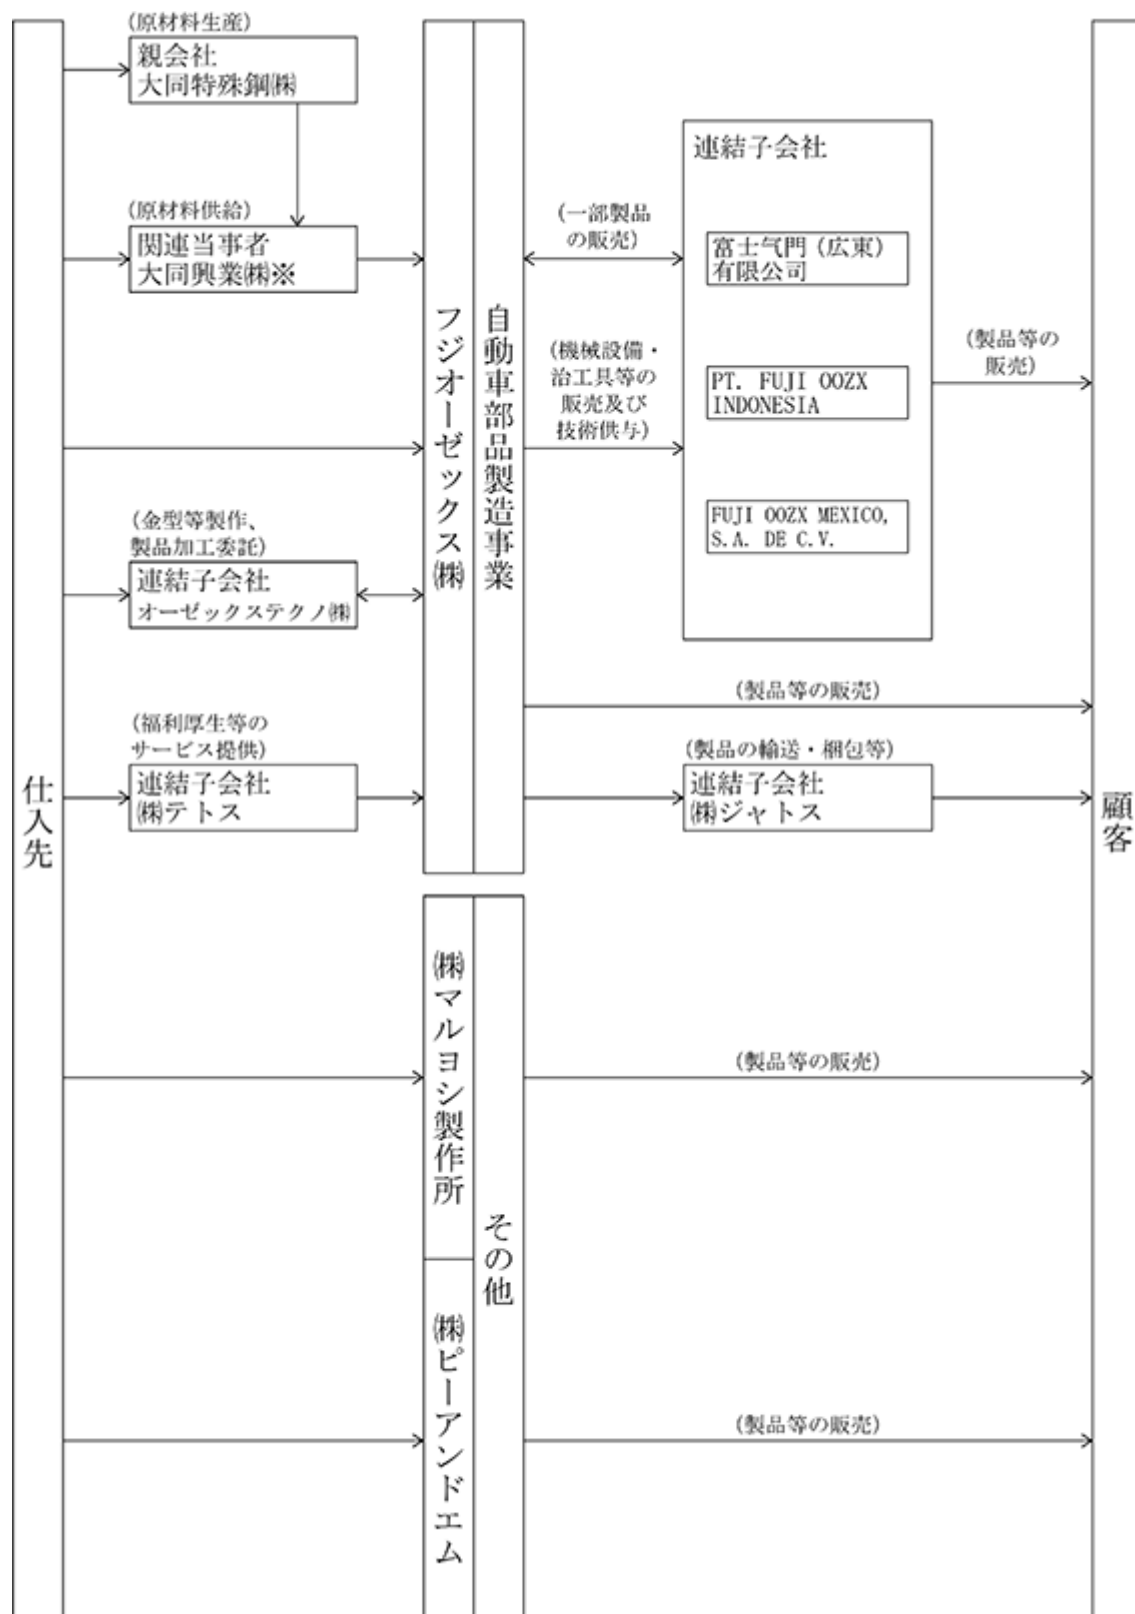 仕入先
(原材料生産)
親会社
大同特殊鋼㈱
(原材料供給)
関連当事者
大同興業㈱※
(金型等製作、
製品加工委託)
連結子会社
オーゼックステクノ㈱
(福利厚生等の
サービス提供)
連結子会社
㈱テトス
フジオーゼックス㈱
自動車部品製造事業
(一部製品
の販売)
(機械設備・
治工具等の
販売及び
技術供与)
連結子会社
富士气門(広東)
有限公司
PT. FUJI OOZX
INDONESIA
FUJI OOZX MEXICO,
S.A. DE C.V.
(製品等の
販売)
(製品等の販売)
(製品の輸送・梱包等)
連結子会社
㈱ジャトス
顧客
㈱マルヨシ製作所
㈱ピーアンドエム
その他
(製品等の販売)
(製品等の販売)